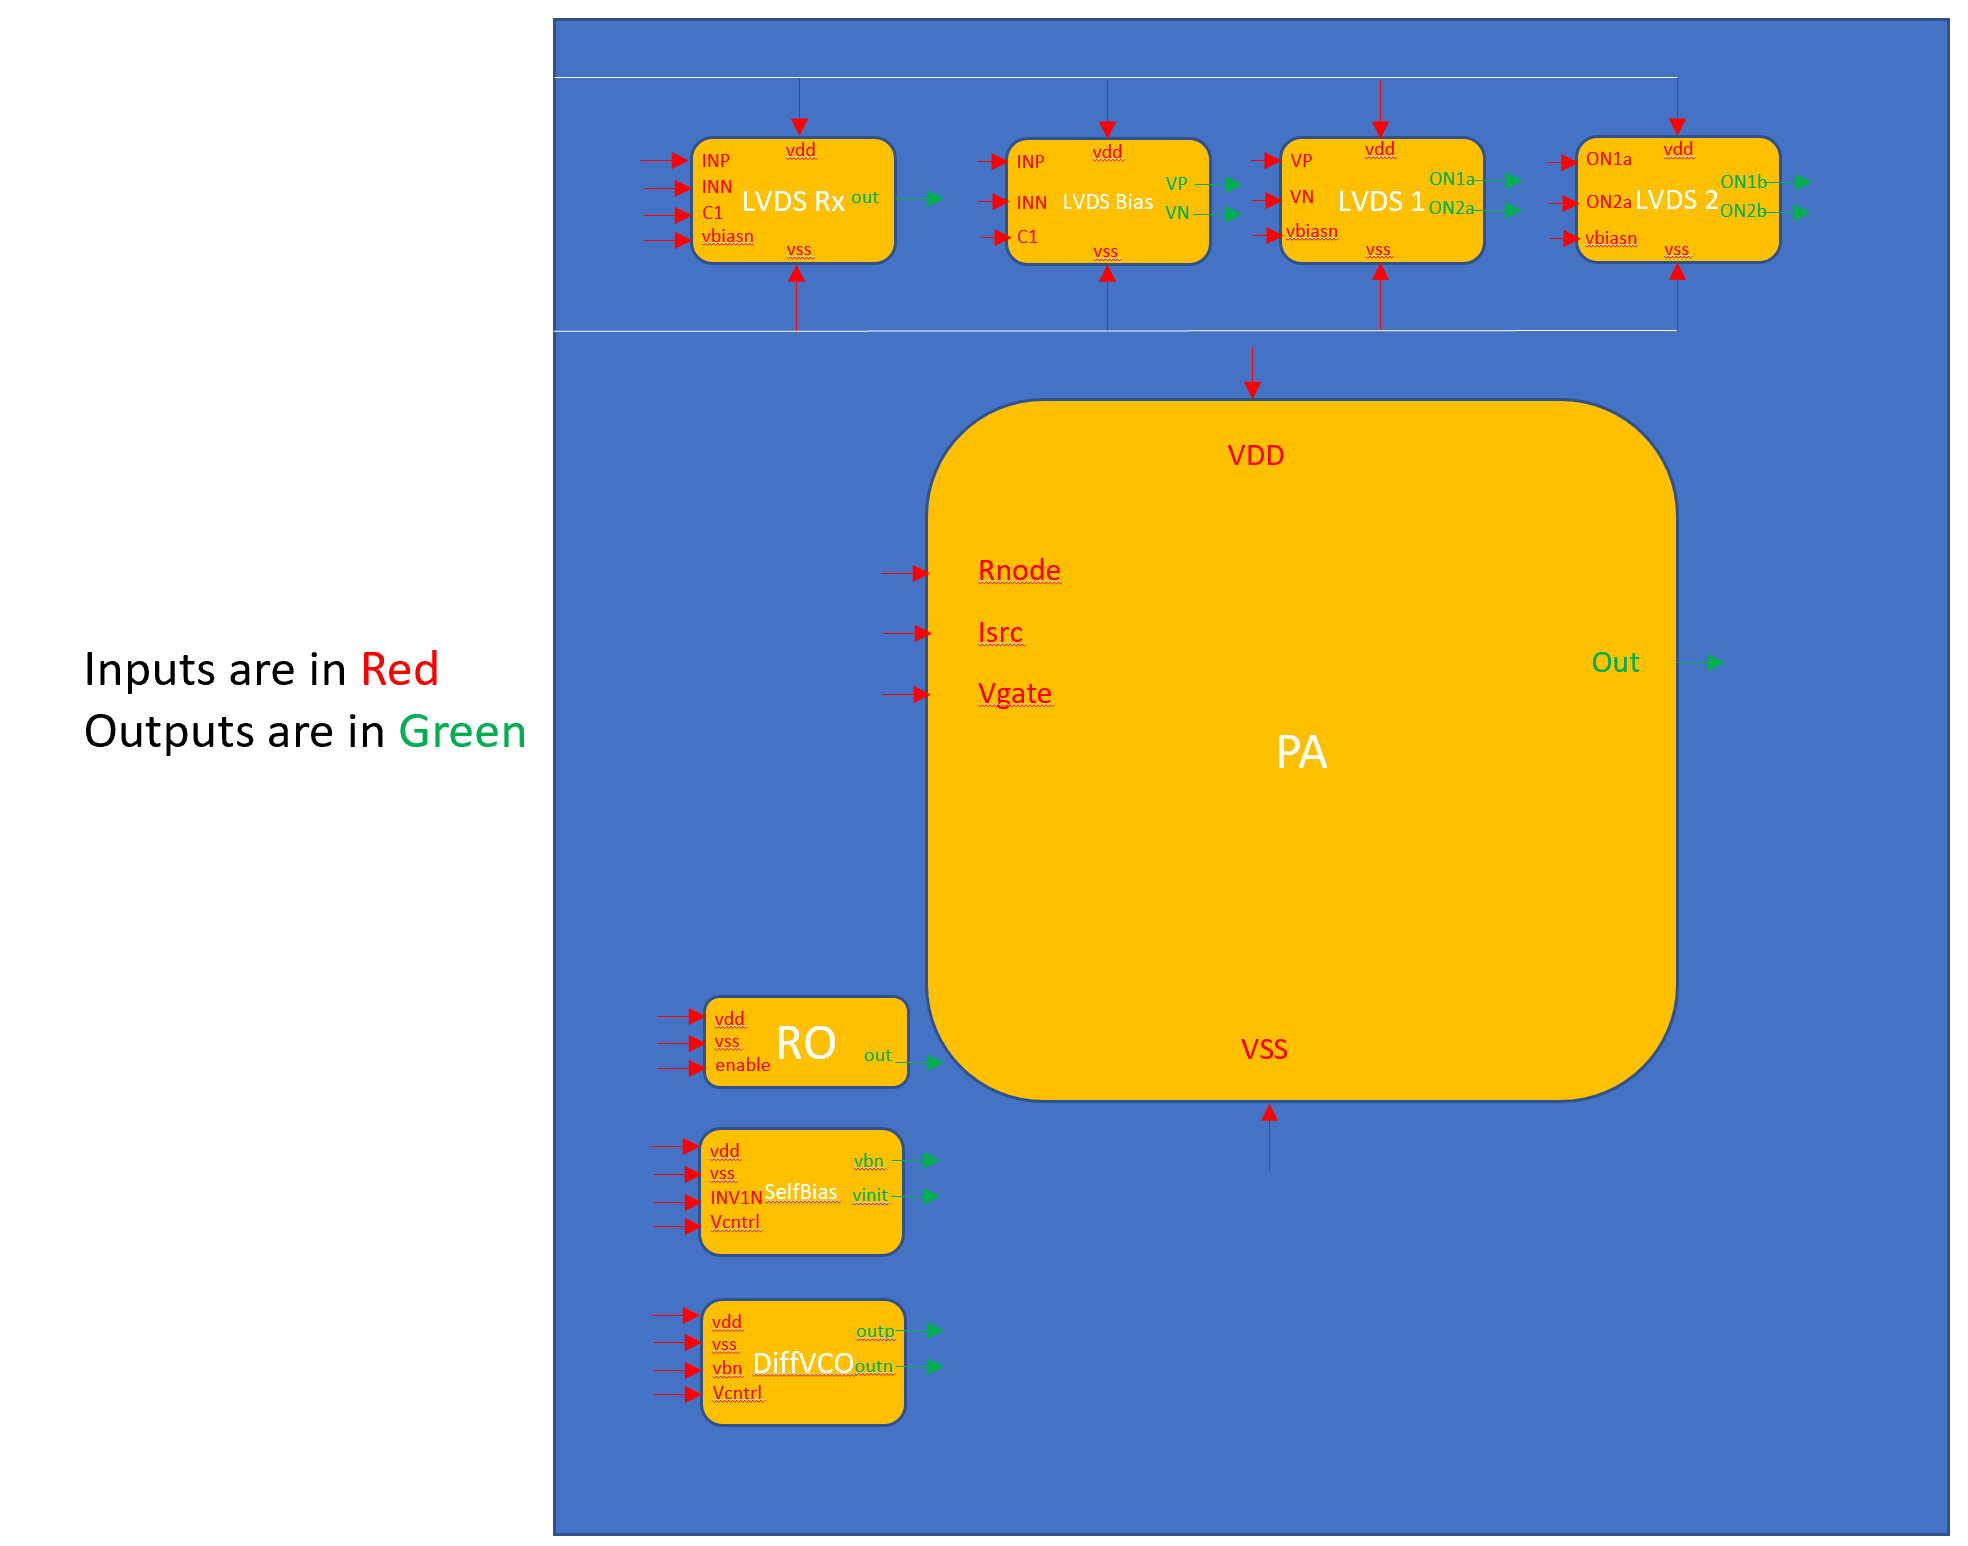 Inputs are in Red
Outputs are in Green
vdd
INP
INN
C1
vbiasn
LVDS Rx
out
vss
vdd
INP
INN
C1
LVDS Bias
VP
VN
vss
vdd
VP
VN
vbiasn
LVDS 1
ON1a
ON2a
vss
vdd
ON1a
ON2a
vbiasn
LVDS 2
ON1b
ON2b
vss
VDD
Rnode
Isrc
Vgate
Out
PA
VSS
vdd
vss
enable
RO
out
vdd
vss
INV1N
Vcntrl
SelfBias
vbn
vinit
vdd
vss
vbn
Vcntrl
DiffVCO
outp
outn